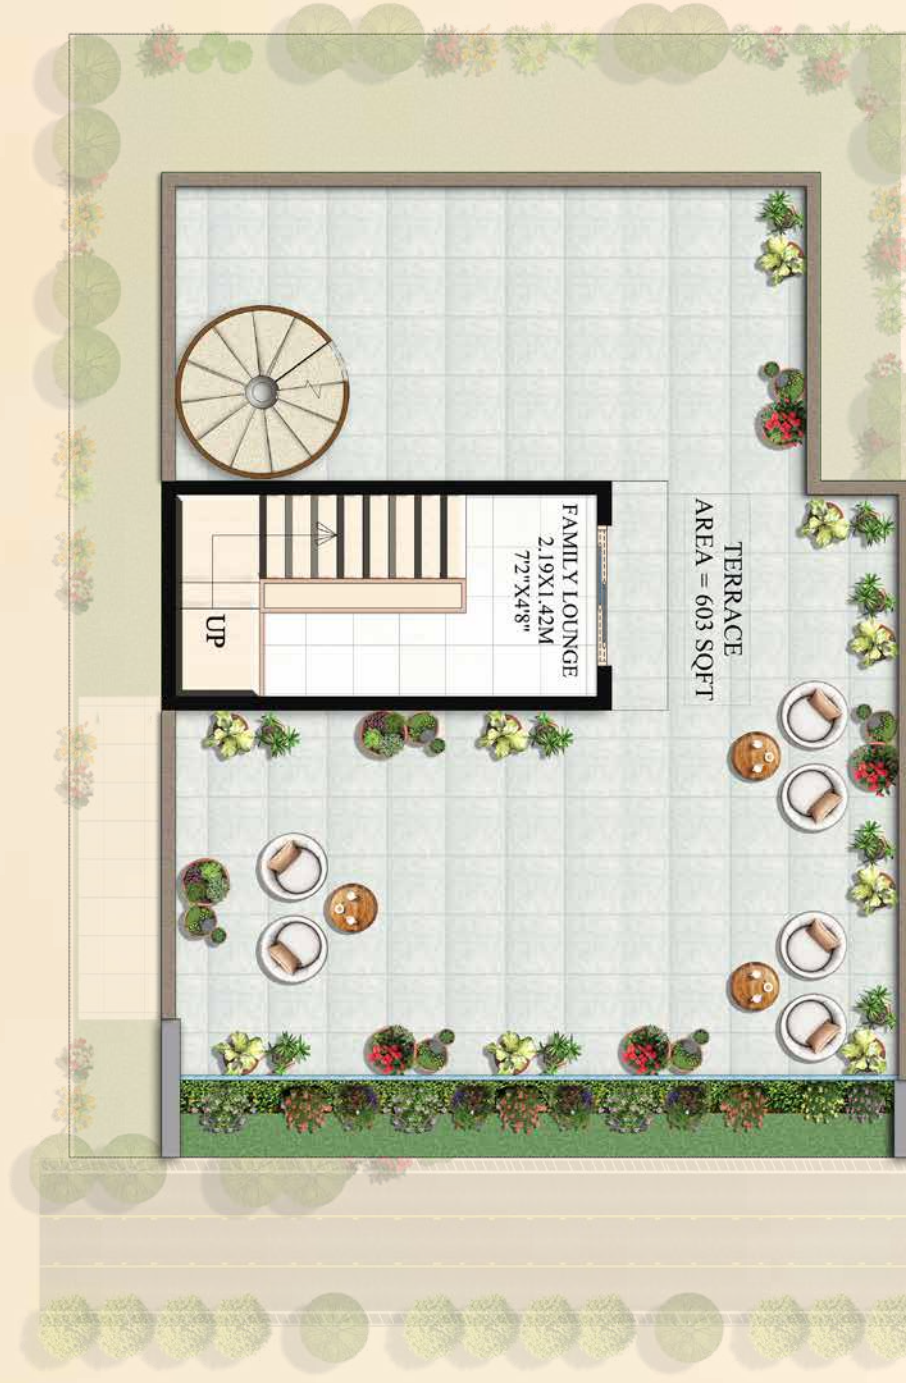 TERRACE
AREA = 603 SQFT
FAMILY LOUNGE
2.19X1.42M
7'2"X4'8"
UP